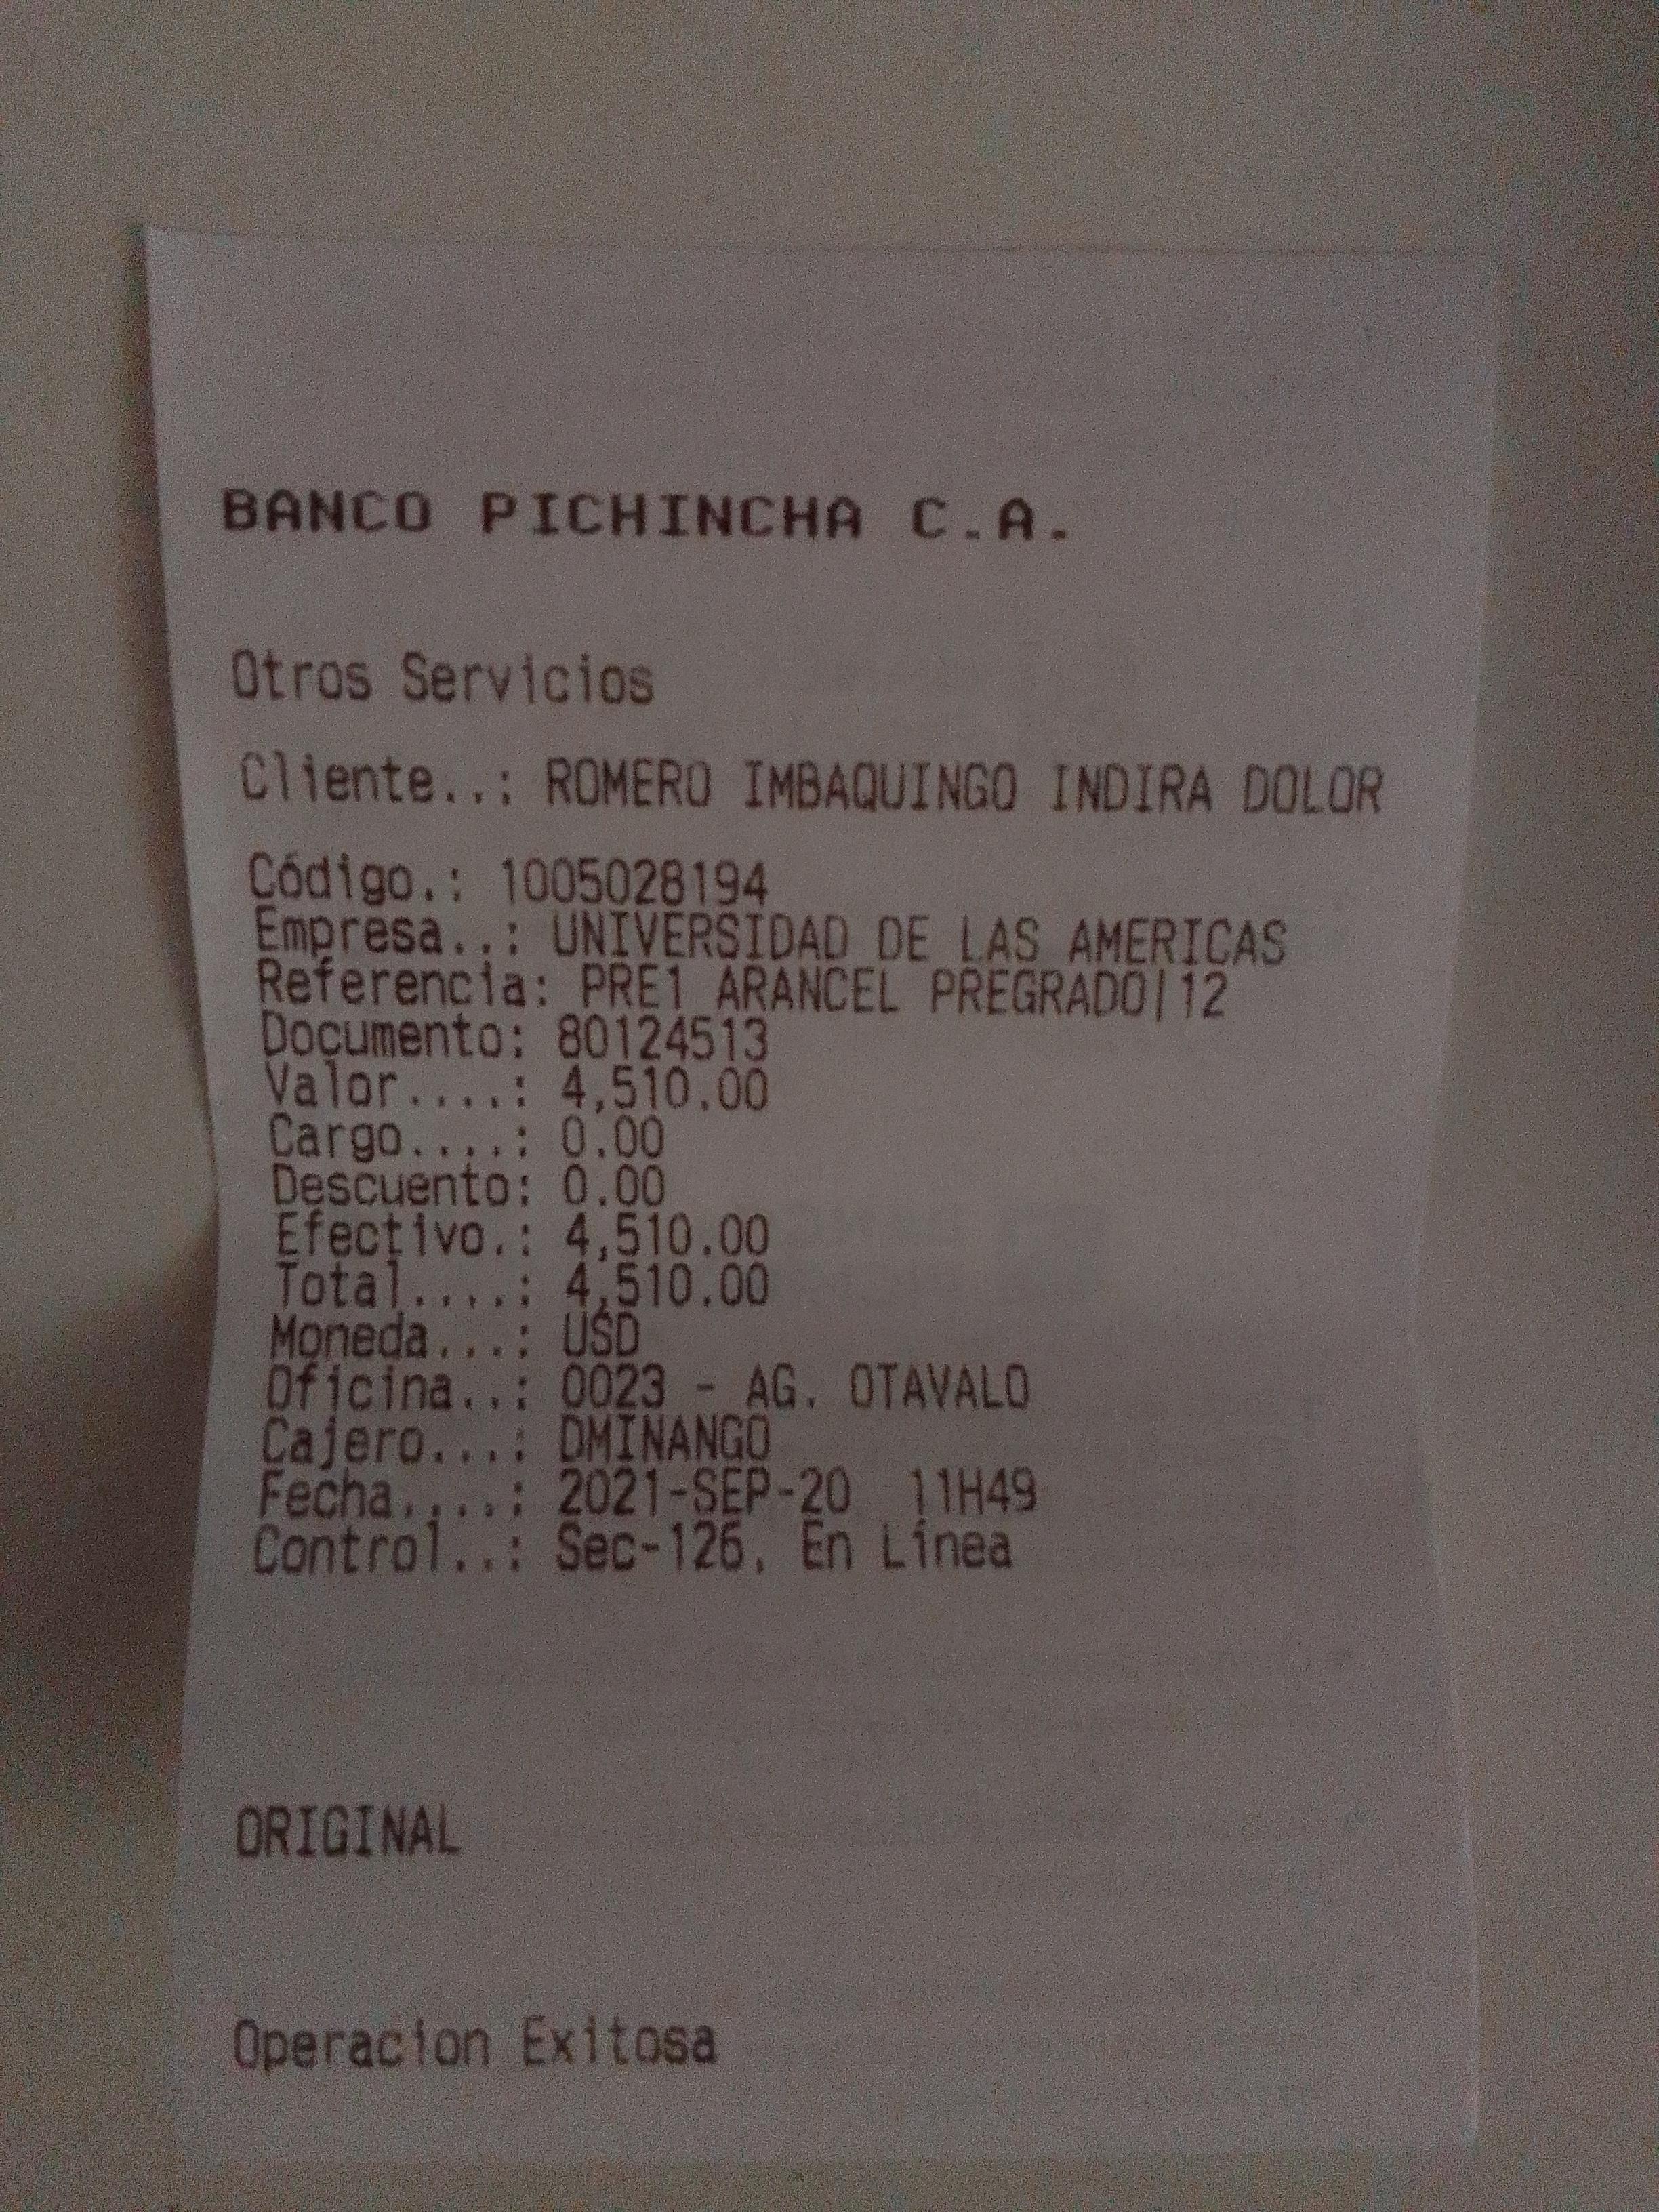 BANCO PICHINCHA C.A.
Otros Servicios
Cliente..: ROMERO IMBAQUINGO INDIRA DOLOR
Código.: 1005028194
Empresa..: UNIVERSIDAD DE LAS AMERICAS
Referencia: PRE1 ARANCEL PREGRADO|12
Documento: 80124513
Valor....: 4,510.00
Cargo....: 0.00
Descuento: 0.00
Efectivo.: 4,510.00
Total....: 4,510.00
Moneda...: USD
Oficina..: 0023 - AG. OTAVALO
Cajero...: DMINANGO
Fecha....: 2021-SEP-20 11H49
Control..: Sec-126, En Línea
ORIGINAL
Operacion Exitosa